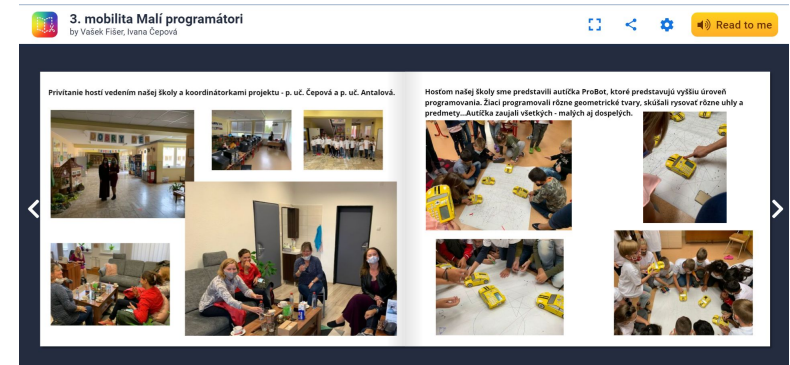 3. mobilita Malí programátori
by Vašek Fišer, Ivana Čepová
Read to me
Privítanie hostí vedením našej školy a koordinátorkami projektu - p. uč. Čepová a p. uč. Antalová.
Hosťom našej školy sme predstavili autíčka ProBot, ktoré predstavujú vyššiu úroveň
programovania. Žiaci programovali rôzne geometrické tvary, skúšali rysovať rôzne uhly a
predmety...Autíčka zaujali všetkých - malých aj dospelých.